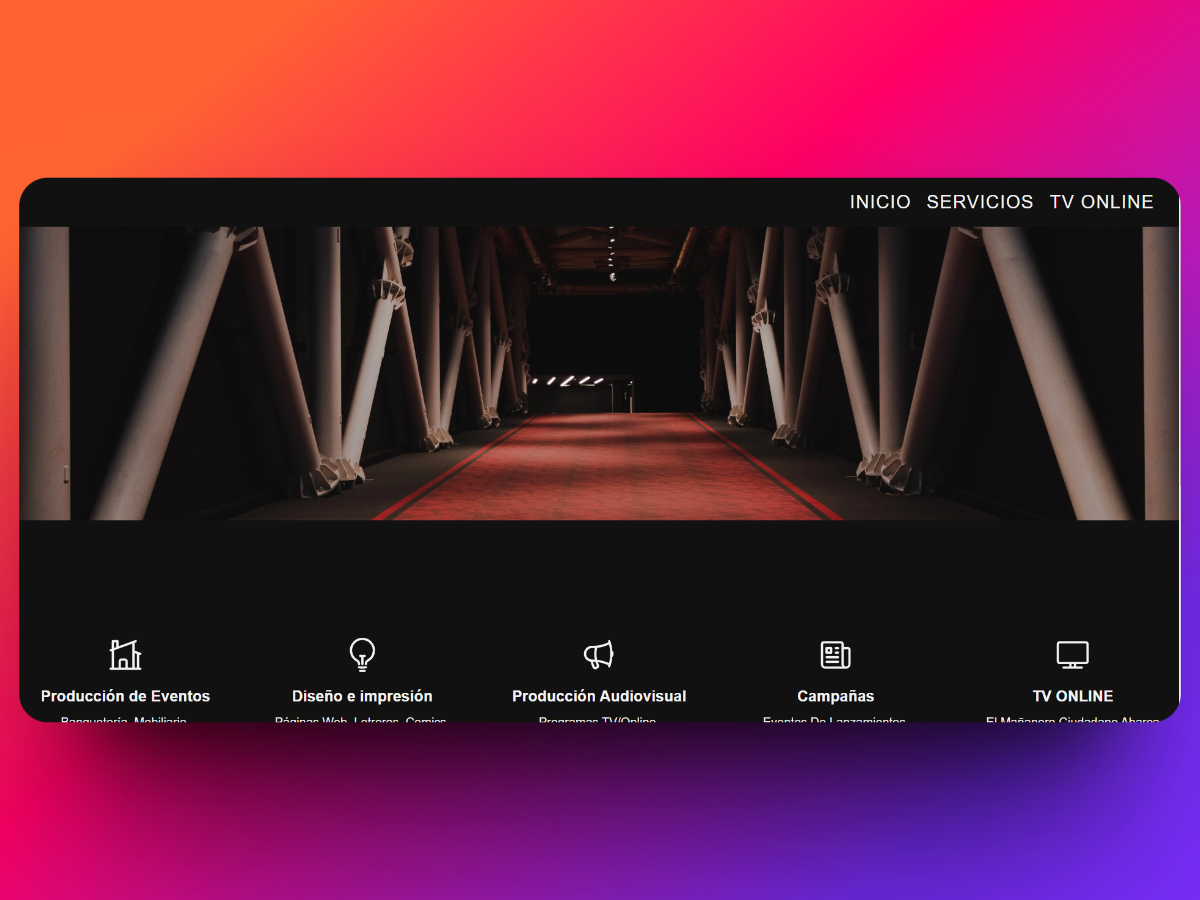 INICIO SERVICIOS TV ONLINE
Producción de Eventos
Diseño e impresión
Producción Audiovisual
Campañas
TV ONLINE
Banquetería, Mobiliario
Páginas Web, Letreros, Comics
Programas TV/Online
Eventos De Lanzamientos
El Mañanero Ciudadano Abarca